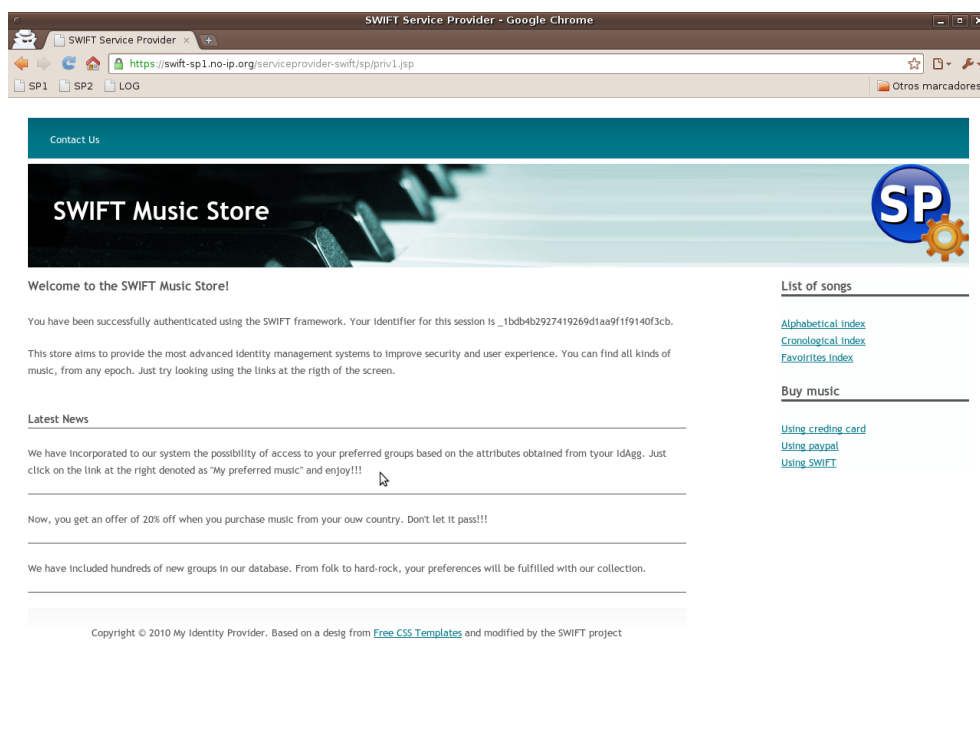 SWIFT Service Provider - Google Chrome
SWIFT Service Provider
https://swift-sp1.no-ip.org/serviceprovider-swift/sp/priv1.jsp
SP1 SP2 LOG Otros marcadores
Contact Us
SWIFT Music Store
SP
Welcome to the SWIFT Music Store!
You have been successfully authenticated using the SWIFT framework. Your identifier for this session is _1bdb4b2927419269d1aa9f1f9140f3cb.
This store aims to provide the most advanced identity management systems to improve security and user experience. You can find all kinds of
music, from any epoch. Just try looking using the links at the rigth of the screen.
Latest News
We have incorporated to our system the possibility of access to your preferred groups based on the attributes obtained from tyour IdAgg. Just
click on the link at the right denoted as "My preferred music" and enjoy!!!
Now, you get an offer of 20% off when you purchase music from your ouw country. Don't let it pass!!!
We have included hundreds of new groups in our database. From folk to hard-rock, your preferences will be fulfilled with our collection.
List of songs
Alphabetical index
Cronological index
Favoirites index
Buy music
Using creding card
Using paypal
Using SWIFT
Copyright © 2010 My Identity Provider. Based on a desig from Free CSS Templates and modified by the SWIFT project